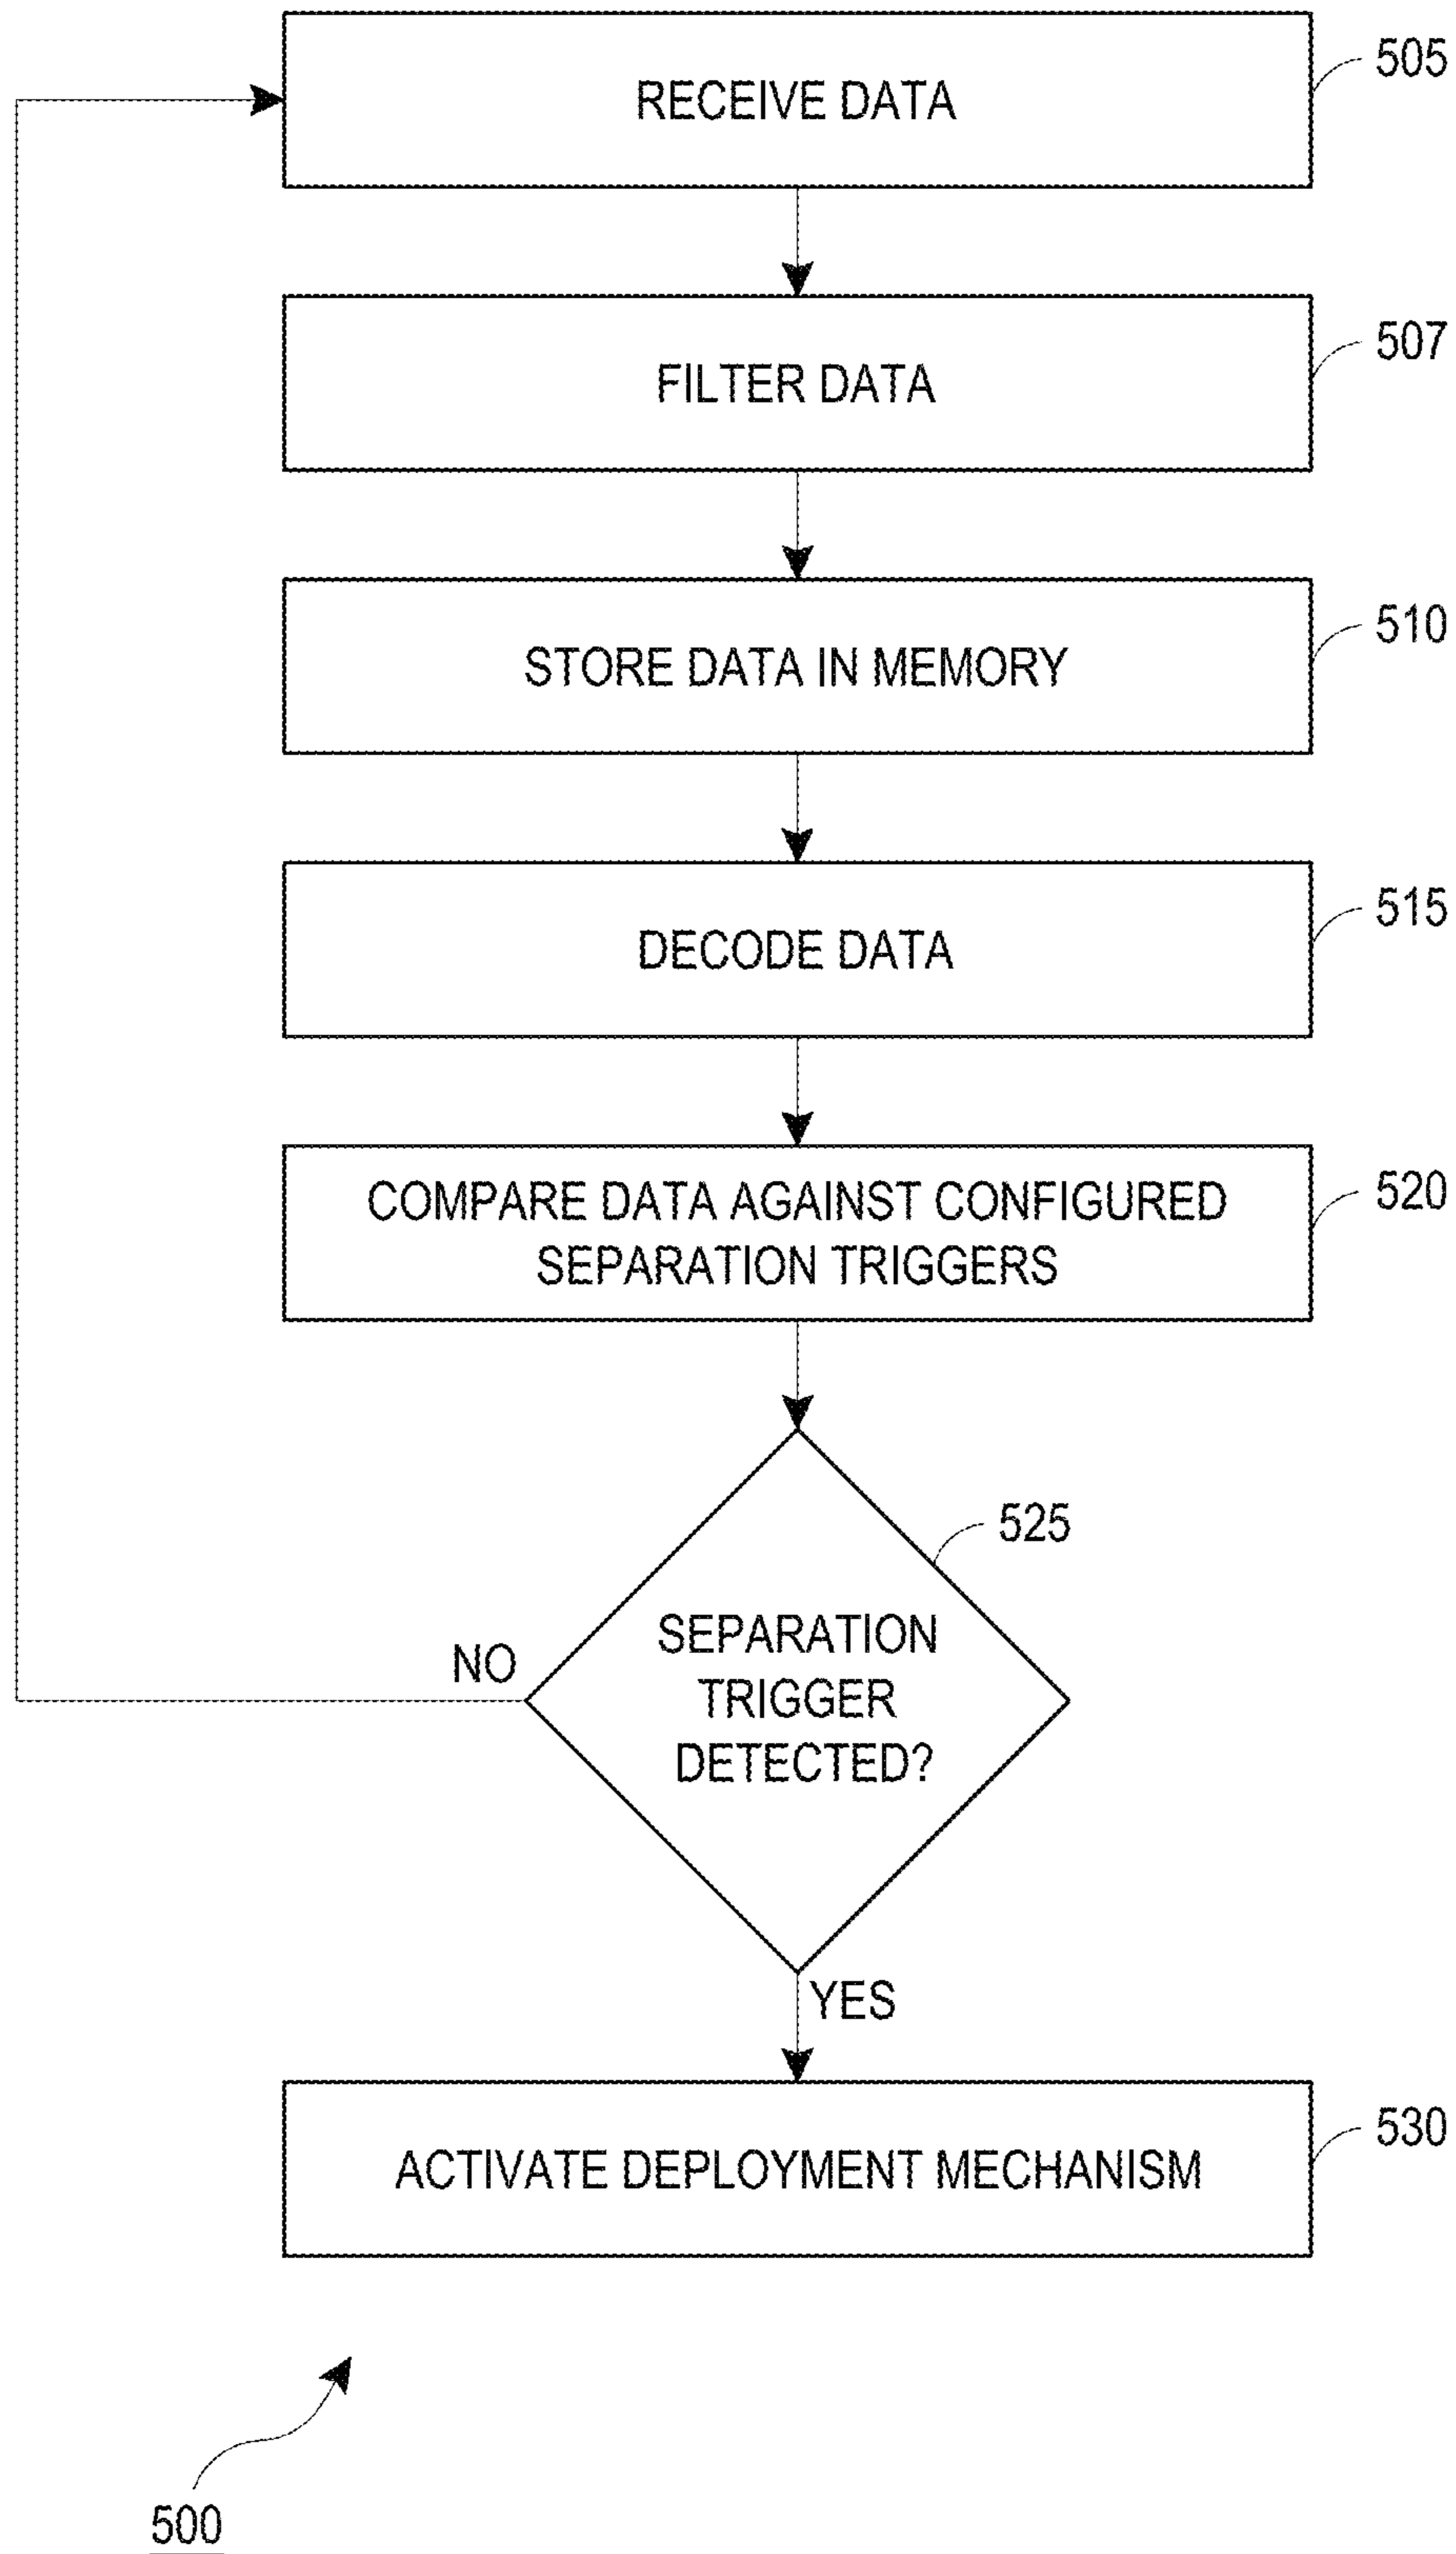 RECEIVE DATA
505
FILTER DATA
507
STORE DATA IN MEMORY
510
DECODE DATA
515
COMPARE DATA AGAINST CONFIGURED
SEPARATION TRIGGERS
520
SEPARATION
TRIGGER
DETECTED?
525
NO
YES
ACTIVATE DEPLOYMENT MECHANISM
530
500